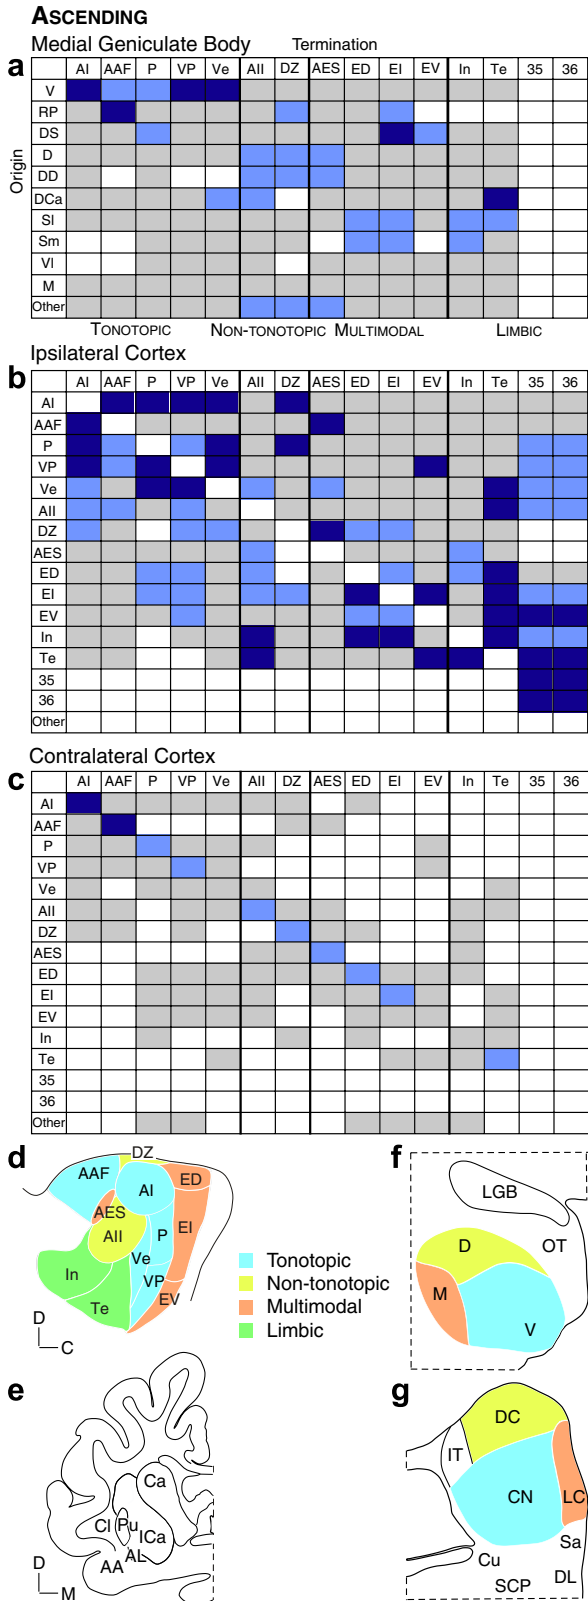 ASCENDING
Medial Geniculate Body Termination
a AI AAF P VP Ve AII DZ AES ED EI EV In Te 35 36
Origin
V
RP
DS
D
DD
DCa
Sl
Sm
Vl
M
Other
TONOTOPIC NON-TONOTOPIC MULTIMODAL LIMBIC
Ipsilateral Cortex
b AI AAF P VP Ve AII DZ AES ED EI EV In Te 35 36
AI
AAF
P
VP
Ve
AII
DZ
AES
ED
EI
EV
In
Te
35
36
Other
Contralateral Cortex
c AI AAF P VP Ve AII DZ AES ED EI EV In Te 35 36
AI
AAF
P
VP
Ve
AII
DZ
AES
ED
EI
EV
In
Te
35
36
Other
d
DZ
AAF
AI
ED
AES
AII
P
EI
Ve
In
VP
Te
EV
D
C
Tonotopic
Non-tonotopic
Multimodal
Limbic
f
LGB
D
OT
M
V
e
Ca
Cl
Pu
ICa
AL
AA
D
M
g
DC
IT
CN
LC
Sa
Cu
DL
SCP